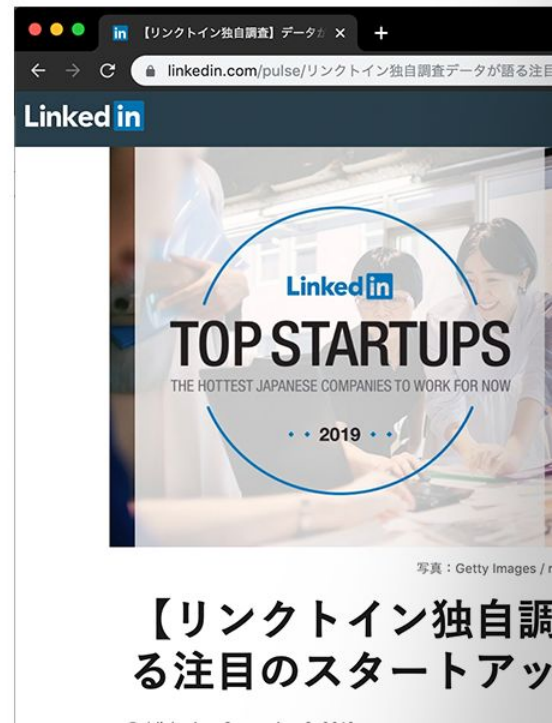 in 【リンクトイン独自調査】データが
linkedin.com/pulse/リンクトイン独自調査データが語る注目
Linked in
Linked in
TOP STARTUPS
THE HOTTEST JAPANESE COMPANIES TO WORK FOR NOW
2019
写真：Getty Images /
【リンクトイン独自調
る注目のスタートアッ